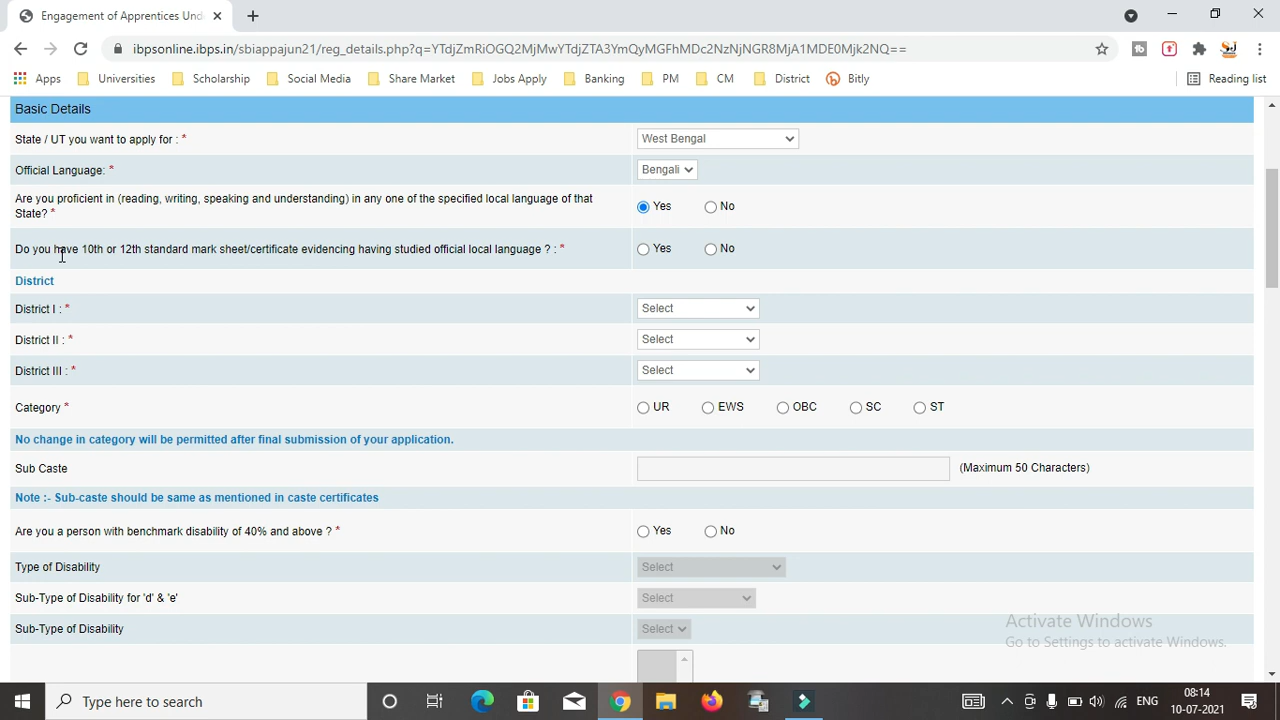 Engagement of Apprentices Und
ibpsonline.ibps.in/sbiappajun21/reg_details.php?q=YTdjZmRiOGQ2MjMwYTdjZTA3YmQyMGFhMDc2NzNjNGR8MjA1MDE0Mjk2NQ==
Apps Universities Scholarship Social Media Share Market Jobs Apply Banking PM CM District Bitly Reading list
Basic Details
State / UT you want to apply for : * West Bengal
Official Language: * Bengali
Are you proficient in (reading, writing, speaking and understanding) in any one of the specified local language of that
State? * Yes No
Do you have 10th or 12th standard mark sheet/certificate evidencing having studied official local language ? : * Yes No
District
District I : * Select
District II : * Select
District III : * Select
Category * UR EWS OBC SC ST
No change in category will be permitted after final submission of your application.
Sub Caste (Maximum 50 Characters)
Note :- Sub-caste should be same as mentioned in caste certificates
Are you a person with benchmark disability of 40% and above ? * Yes No
Type of Disability Select
Sub-Type of Disability for 'd' & 'e' Select
Sub-Type of Disability Select
Activate Windows
Go to Settings to activate Windows.
Type here to search
ENG
08:14
10-07-2021